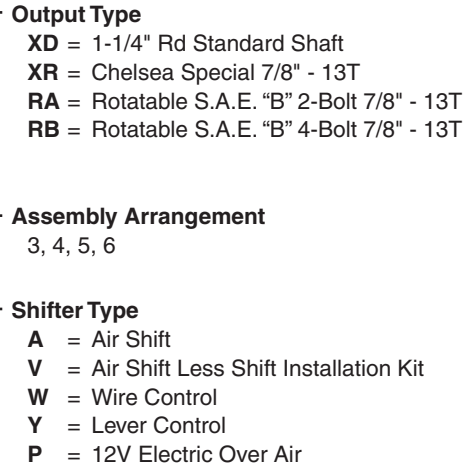 Output Type
XD = 1-1/4" Rd Standard Shaft
XR = Chelsea Special 7/8" - 13T
RA = Rotatable S.A.E. “B” 2-Bolt 7/8" - 13T
RB = Rotatable S.A.E. “B” 4-Bolt 7/8" - 13T
Assembly Arrangement
3, 4, 5, 6
Shifter Type
A = Air Shift
V = Air Shift Less Shift Installation Kit
W = Wire Control
Y = Lever Control
P = 12V Electric Over Air